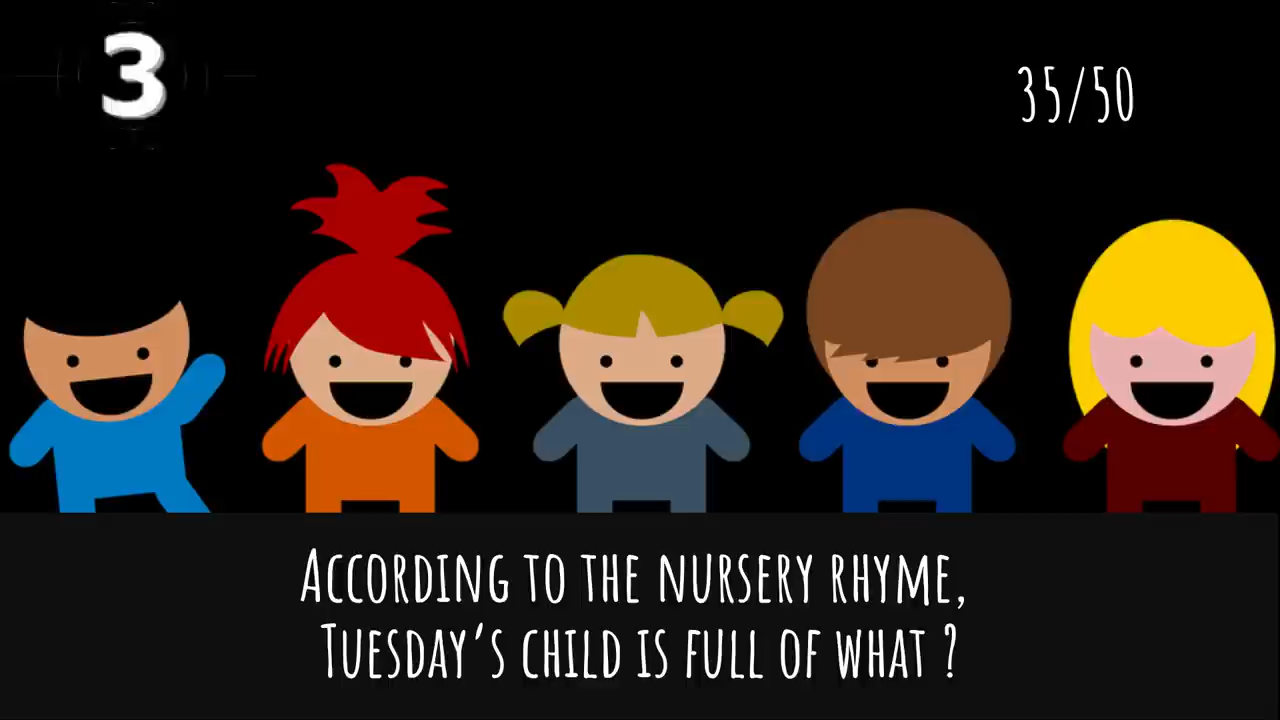 3
35/50
According to the nursery rhyme,
Tuesday's child is full of what ?